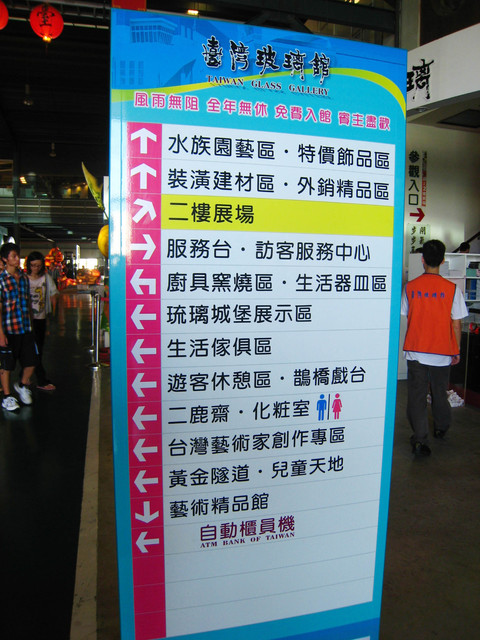 臺灣玻璃館
TAIWAN GLASS GALLERY
風雨無阻 全年無休 免費入館 賓主盡歡
水族園藝區・特價飾品區
裝潢建材區・外銷精品區
二樓展場
服務台・訪客服務中心
廚具窯燒區・生活器皿區
琉璃城堡展示區
生活傢俱區
遊客休憩區・鵲橋戲台
二鹿齋・化粧室
台灣藝術家創作專區
黃金隧道・兒童天地
藝術精品館
自動櫃員機
ATM BANK OF TAIWAN
璃
參觀入口